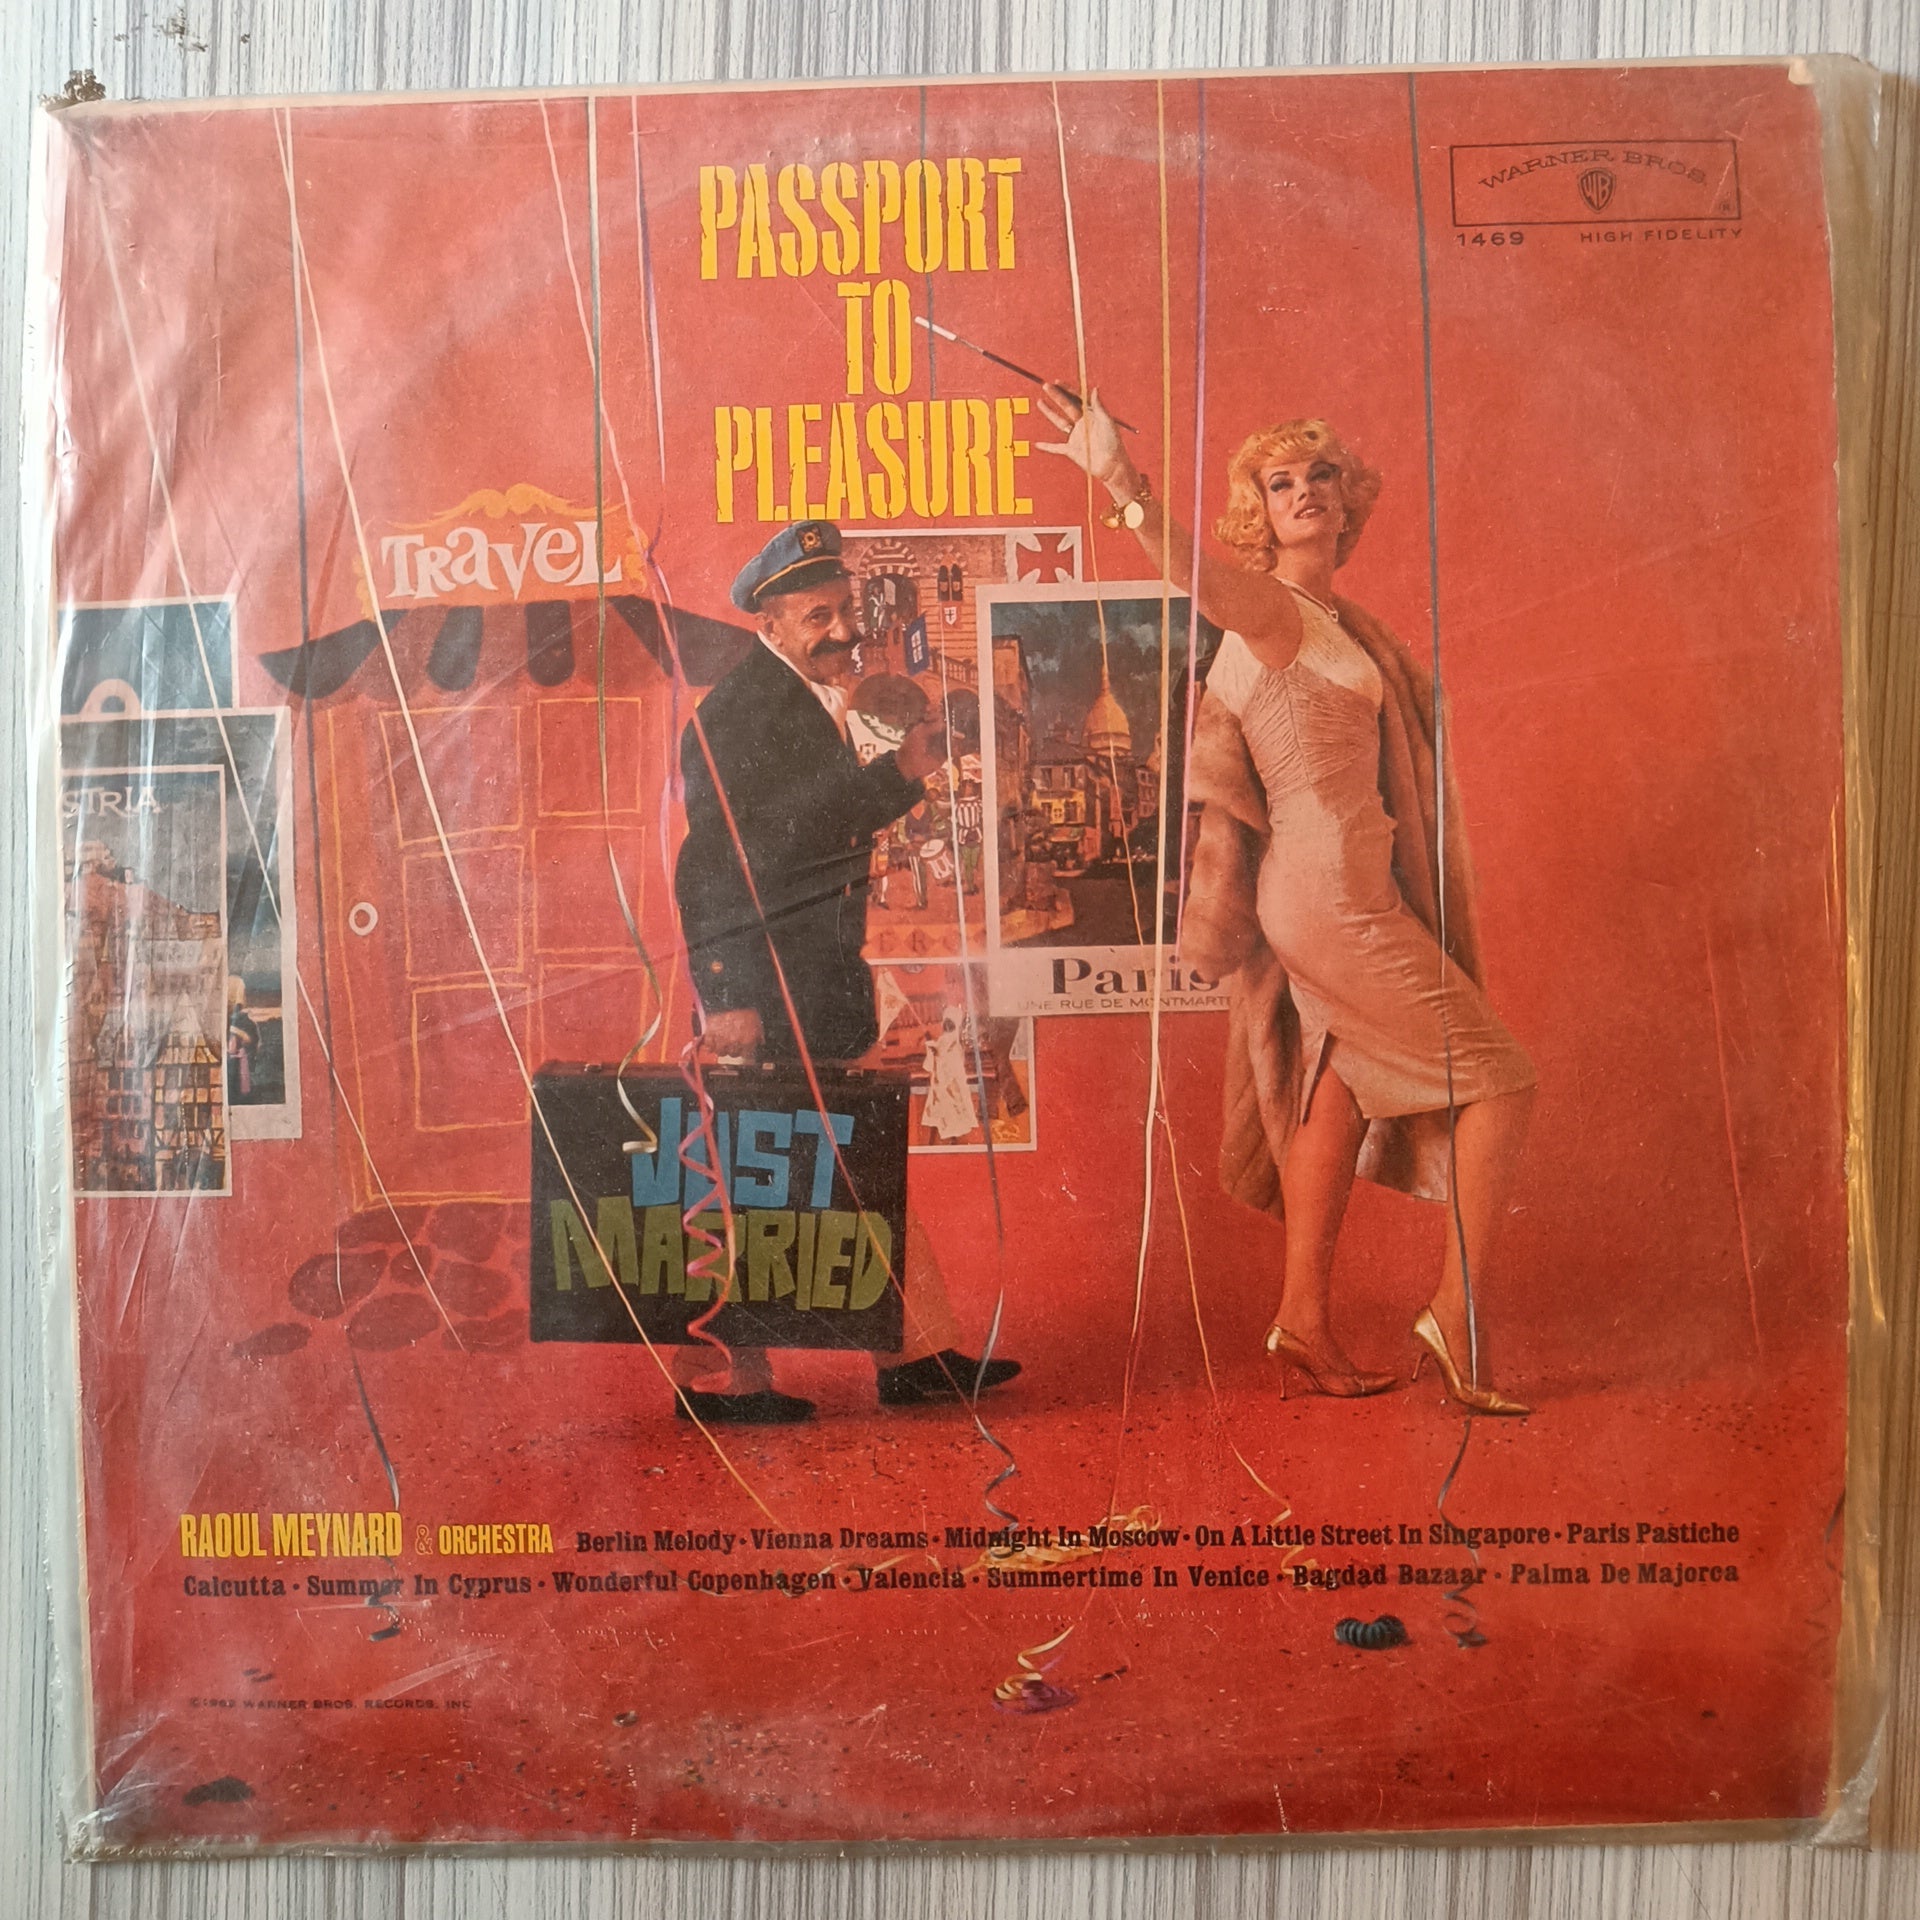 PASSPORT
TO
PLEASURE
WARNER BROS.
WB
®
1469 HIGH FIDELITY
TRaVeL
STRIA
Paris
UNE RUE DE MONTMARTRE
JUST
MARRIED
RAOUL MEYNARD & ORCHESTRA Berlin Melody • Vienna Dreams • Midnight In Moscow • On A Little Street In Singapore • Paris Pastiche
Calcutta • Summer In Cyprus • Wonderful Copenhagen • Valencia • Summertime In Venice • Bagdad Bazaar • Palma De Majorca
©1962 WARNER BROS. RECORDS, INC.